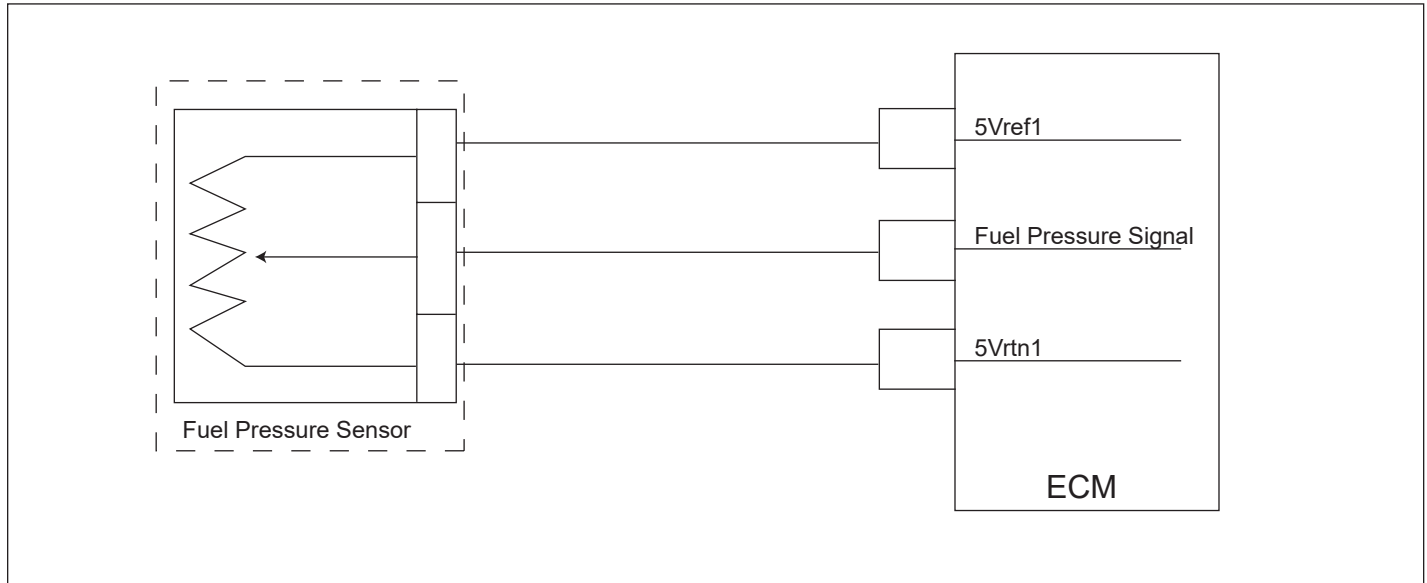 5Vref1
Fuel Pressure Signal
5Vrtn1
Fuel Pressure Sensor
ECM